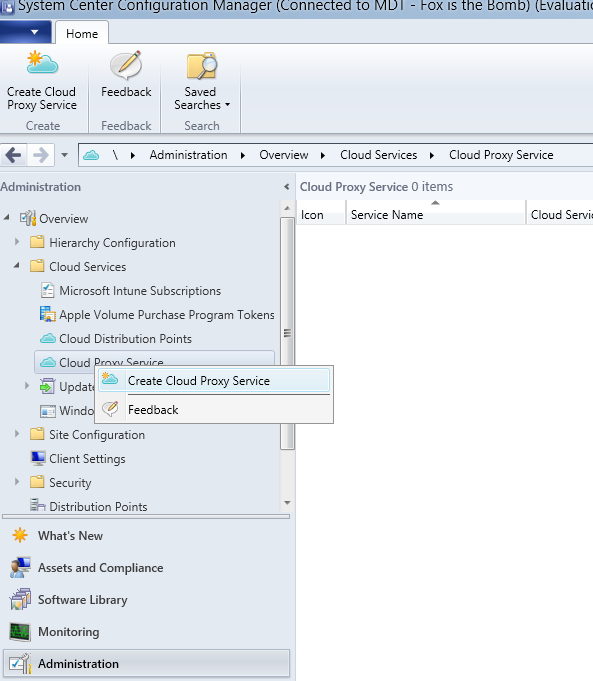 System Center Configuration Manager (Connected to MDT - Fox is the Bomb) (Evaluatio
Home
Create Cloud
Proxy Service
Feedback
Saved
Searches
Create
Feedback
Search
\ Administration Overview Cloud Services Cloud Proxy Service
Administration
Overview
Hierarchy Configuration
Cloud Services
Microsoft Intune Subscriptions
Apple Volume Purchase Program Tokens
Cloud Distribution Points
Cloud Proxy Service
Update
Windo
Create Cloud Proxy Service
Feedback
Site Configuration
Client Settings
Security
Distribution Points
What's New
Assets and Compliance
Software Library
Monitoring
Administration
Cloud Proxy Service 0 items
Icon Service Name Cloud Servic